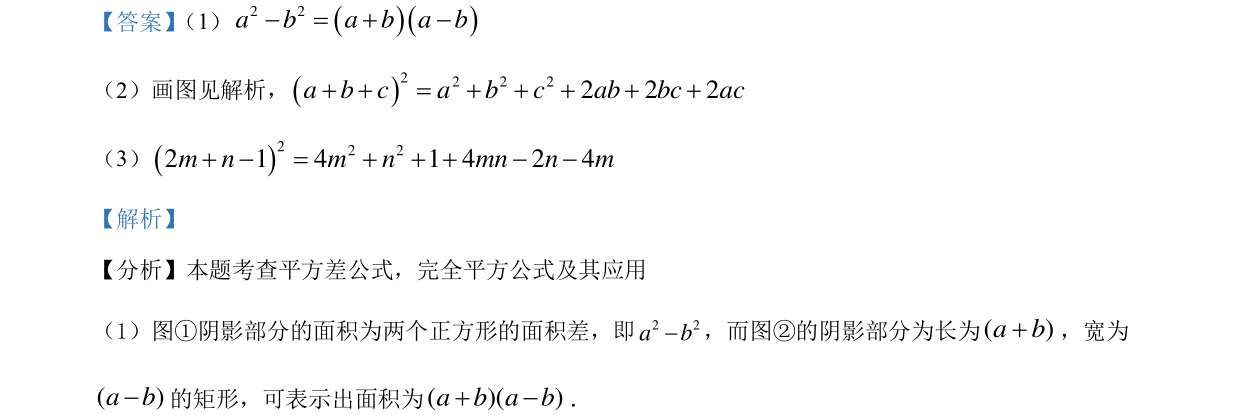 【答案】（1）a² − b² = (a+b)(a−b)
（2）画图见解析，(a+b+c)² = a² + b² + c² + 2ab + 2bc + 2ac
（3）(2m+n−1)² = 4m² + n² + 1 + 4mn − 2n − 4m
【解析】
【分析】本题考查平方差公式，完全平方公式及其应用
（1）图①阴影部分的面积为两个正方形的面积差，即 a² − b²，而图②的阴影部分为长为(a+b)，宽为
(a−b)的矩形，可表示出面积为(a+b)(a−b)．